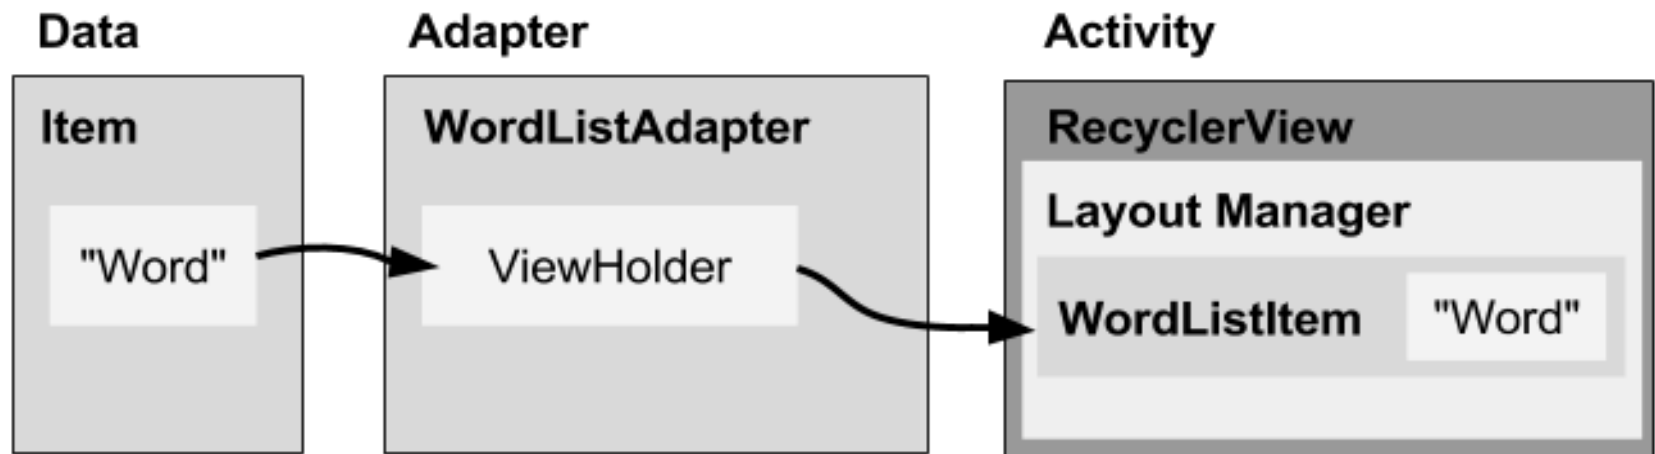 Data
Adapter
Activity
Item
WordListAdapter
RecyclerView
Layout Manager
"Word"
ViewHolder
WordListItem
"Word"